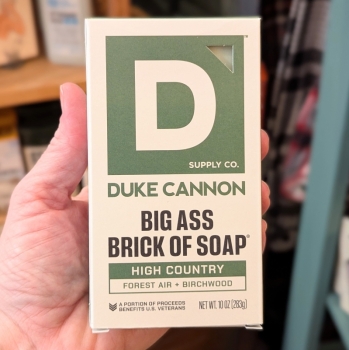 D™
SUPPLY CO.
DUKE CANNON
BIG ASS
BRICK OF SOAP®
HIGH COUNTRY
FOREST AIR + BIRCHWOOD
A PORTION OF PROCEEDS
BENEFITS U.S. VETERANS
NET WT. 10 OZ (283g)